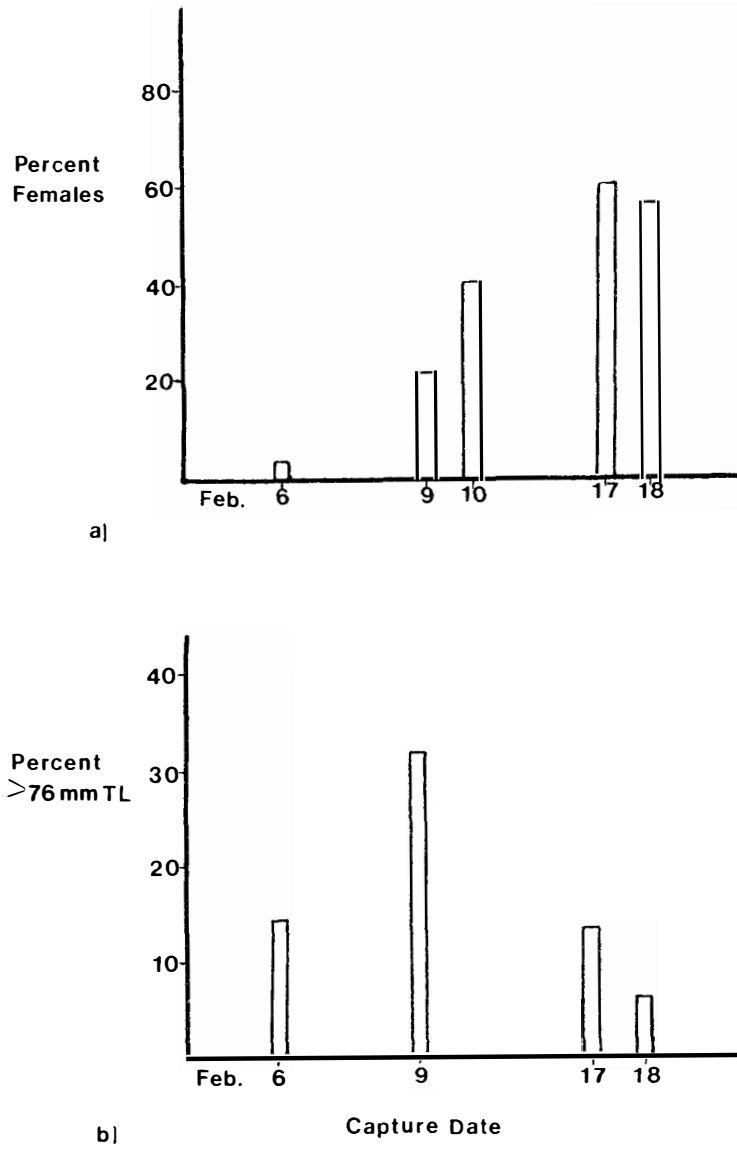 80
Percent
Females
60
40
20
Feb. 6 9 10 17 18
a)
40
Percent
>76 mm TL
30
20
10
Feb. 6 9 17 18
Capture Date
b)